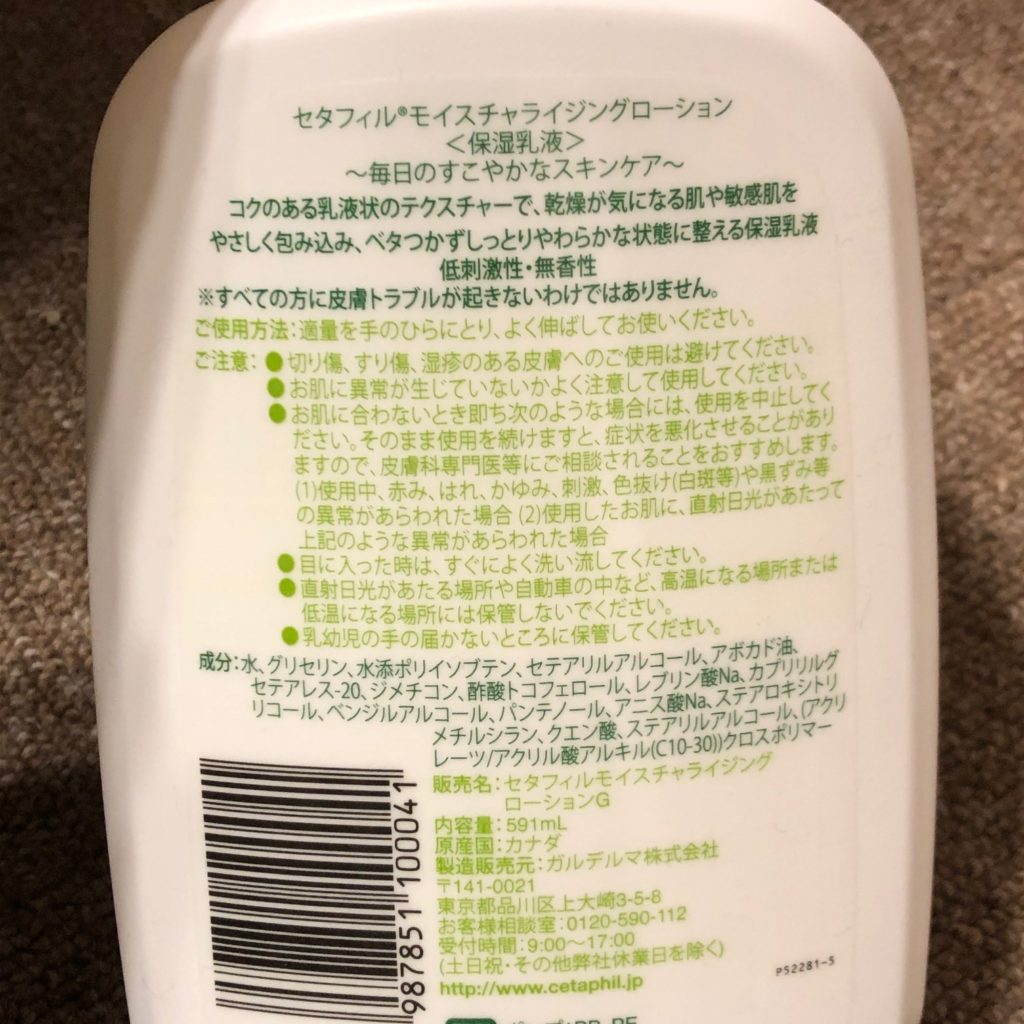 セタフィル®モイスチャライジングローション
＜保湿乳液＞
～毎日のすこやかなスキンケア～
コクのある乳液状のテクスチャーで、乾燥が気になる肌や敏感肌を
やさしく包み込み、ベタつかずしっとりやわらかな状態に整える保湿乳液
低刺激性・無香性
※すべての方に皮膚トラブルが起きないわけではありません。
ご使用方法：適量を手のひらにとり、よく伸ばしてお使いください。
ご注意：●切り傷、すり傷、湿疹のある皮膚へのご使用は避けてください。
●お肌に異常が生じていないかよく注意して使用してください。
●お肌に合わないとき即ち次のような場合には、使用を中止してく
ださい。そのまま使用を続けますと、症状を悪化させることがあり
ますので、皮膚科専門医等にご相談されることをおすすめします。
(1)使用中、赤み、はれ、かゆみ、刺激、色抜け(白斑等)や黒ずみ等
の異常があらわれた場合 (2)使用したお肌に、直射日光があたって
上記のような異常があらわれた場合
●目に入った時は、すぐによく洗い流してください。
●直射日光があたる場所や自動車の中など、高温になる場所または
低温になる場所には保管しないでください。
●乳幼児の手の届かないところに保管してください。
成分：水、グリセリン、水添ポリイソブテン、セテアリルアルコール、アボカド油、
セテアレス-20、ジメチコン、酢酸トコフェロール、レブリン酸Na、カプリリルグ
リコール、ベンジルアルコール、パンテノール、アニス酸Na、ステアロキシトリ
メチルシラン、クエン酸、ステアリルアルコール、(アクリ
レーツ/アクリル酸アルキル(C10-30))クロスポリマー
販売名：セタフィルモイスチャライジング
ローションG
内容量：591mL
原産国：カナダ
製造販売元：ガルデルマ株式会社
〒141-0021
東京都品川区上大崎3-5-8
お客様相談室：0120-590-112
受付時間：9:00～17:00
(土日祝・その他弊社休業日を除く)
http://www.cetaphil.jp
987851 100041
P52281-5